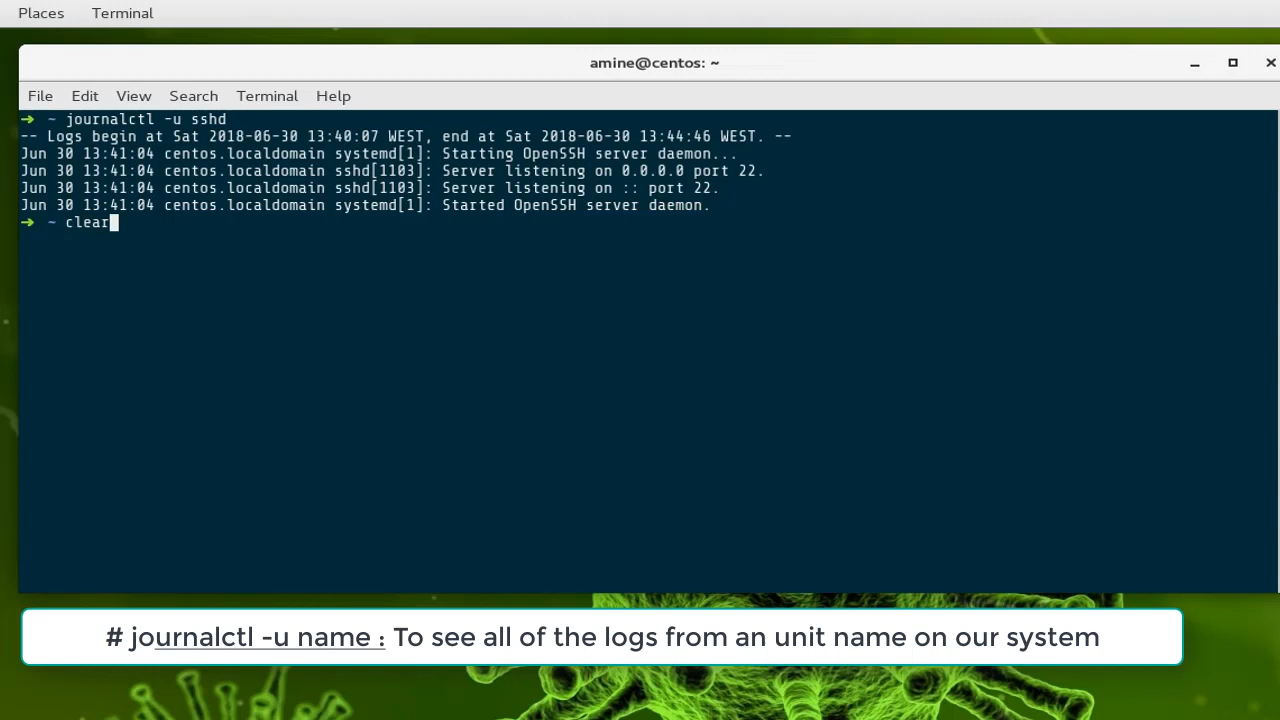 Places Terminal
amine@centos: ~
File Edit View Search Terminal Help
➜ ~ journalctl -u sshd
-- Logs begin at Sat 2018-06-30 13:40:07 WEST, end at Sat 2018-06-30 13:44:46 WEST. --
Jun 30 13:41:04 centos.localdomain systemd[1]: Starting OpenSSH server daemon...
Jun 30 13:41:04 centos.localdomain sshd[1103]: Server listening on 0.0.0.0 port 22.
Jun 30 13:41:04 centos.localdomain sshd[1103]: Server listening on :: port 22.
Jun 30 13:41:04 centos.localdomain systemd[1]: Started OpenSSH server daemon.
➜ ~ clear
# journalctl -u name : To see all of the logs from an unit name on our system